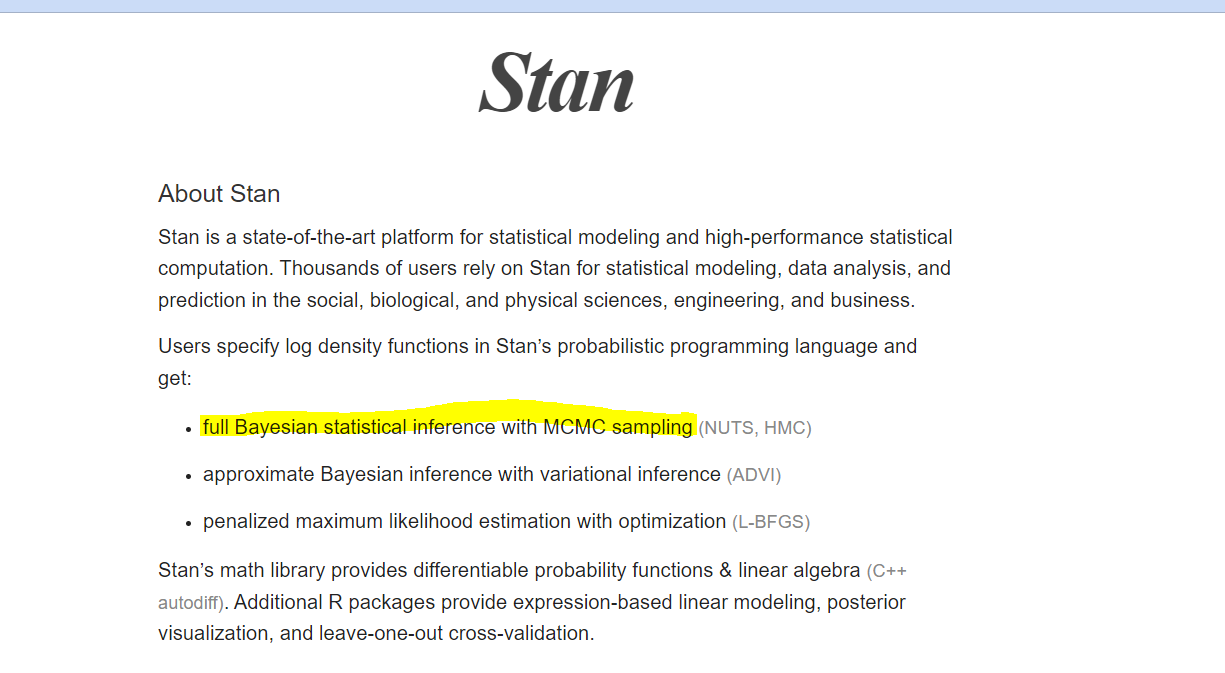 Stan
About Stan
Stan is a state-of-the-art platform for statistical modeling and high-performance statistical
computation. Thousands of users rely on Stan for statistical modeling, data analysis, and
prediction in the social, biological, and physical sciences, engineering, and business.
Users specify log density functions in Stan’s probabilistic programming language and
get:
• full Bayesian statistical inference with MCMC sampling (NUTS, HMC)
• approximate Bayesian inference with variational inference (ADVI)
• penalized maximum likelihood estimation with optimization (L-BFGS)
Stan’s math library provides differentiable probability functions & linear algebra (C++
autodiff). Additional R packages provide expression-based linear modeling, posterior
visualization, and leave-one-out cross-validation.